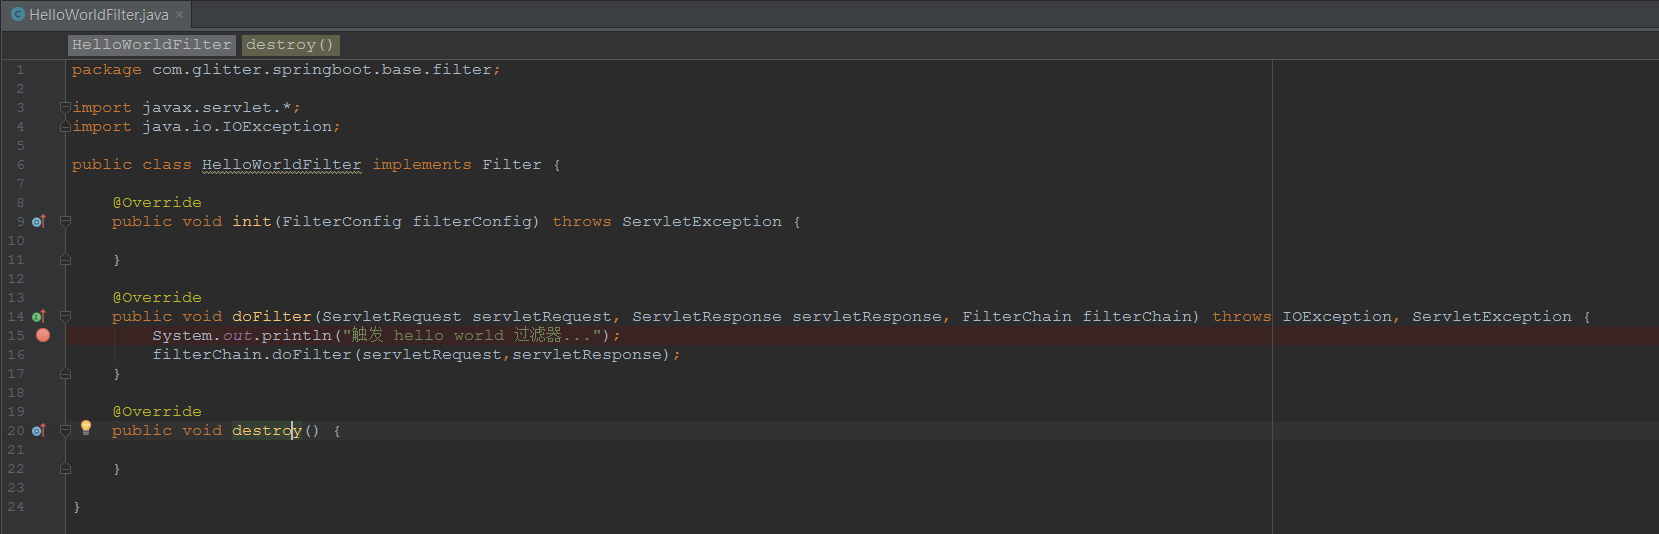 HelloWorldFilter.java ×
HelloWorldFilter destroy()
1 package com.glitter.springboot.base.filter;
2
3 import javax.servlet.*;
4 import java.io.IOException;
5
6 public class HelloWorldFilter implements Filter {
7
8     @Override
9     public void init(FilterConfig filterConfig) throws ServletException {
10
11     }
12
13     @Override
14     public void doFilter(ServletRequest servletRequest, ServletResponse servletResponse, FilterChain filterChain) throws IOException, ServletException {
15         System.out.println("触发 hello world 过滤器...");
16         filterChain.doFilter(servletRequest,servletResponse);
17     }
18
19     @Override
20     public void destroy() {
21
22     }
23
24 }